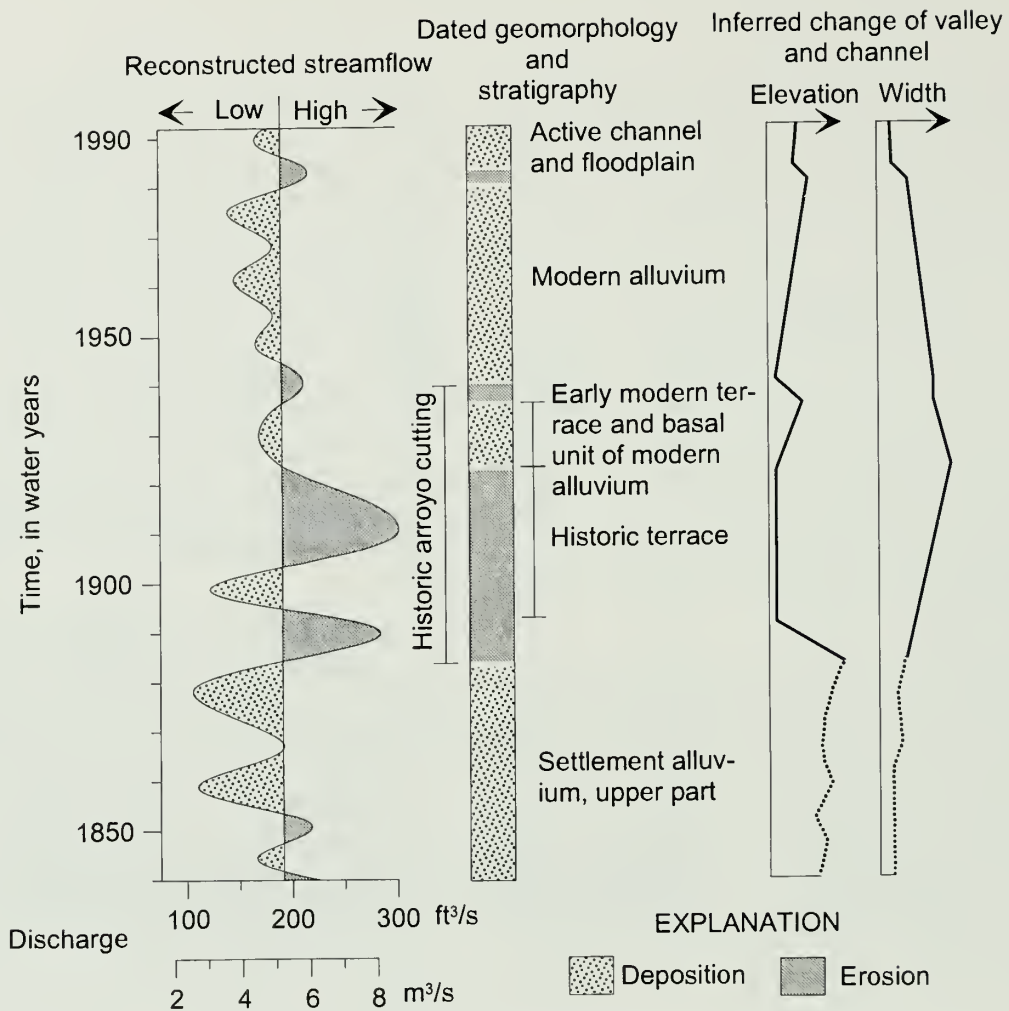 Reconstructed streamflow
Low
High
Dated geomorphology
and
stratigraphy
Inferred change of valley
and channel
Elevation
Width
Time, in water years
1990
1950
1900
1850
Historic arroyo cutting
Active channel
and floodplain
Modern alluvium
Early modern ter-
race and basal
unit of modern
alluvium
Historic terrace
Settlement alluv-
ium, upper part
Discharge
100
200
300
ft³/s
2
4
6
8
m³/s
EXPLANATION
Deposition
Erosion